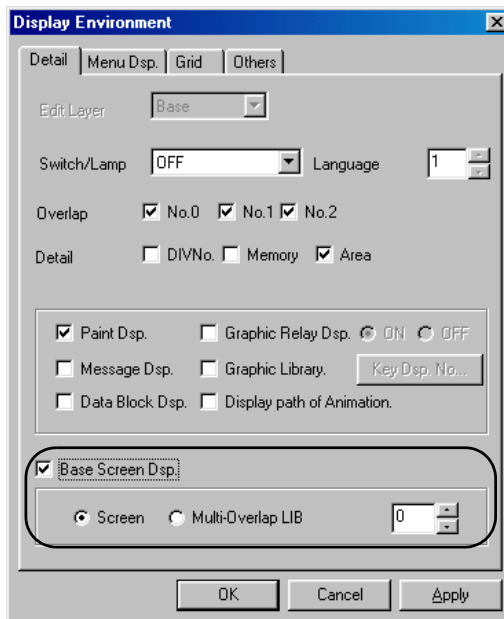 Display Environment
Detail Menu Dsp. Grid Others
Edit Layer Base
Switch/Lamp OFF Language 1
Overlap No.0 No.1 No.2
Detail DIVNo. Memory Area
Paint Dsp. Graphic Relay Dsp. ON OFF
Message Dsp. Graphic Library. Key Dsp. No...
Data Block Dsp. Display path of Animation.
Base Screen Dsp.
Screen Multi-Overlap LIB 0
OK Cancel Apply